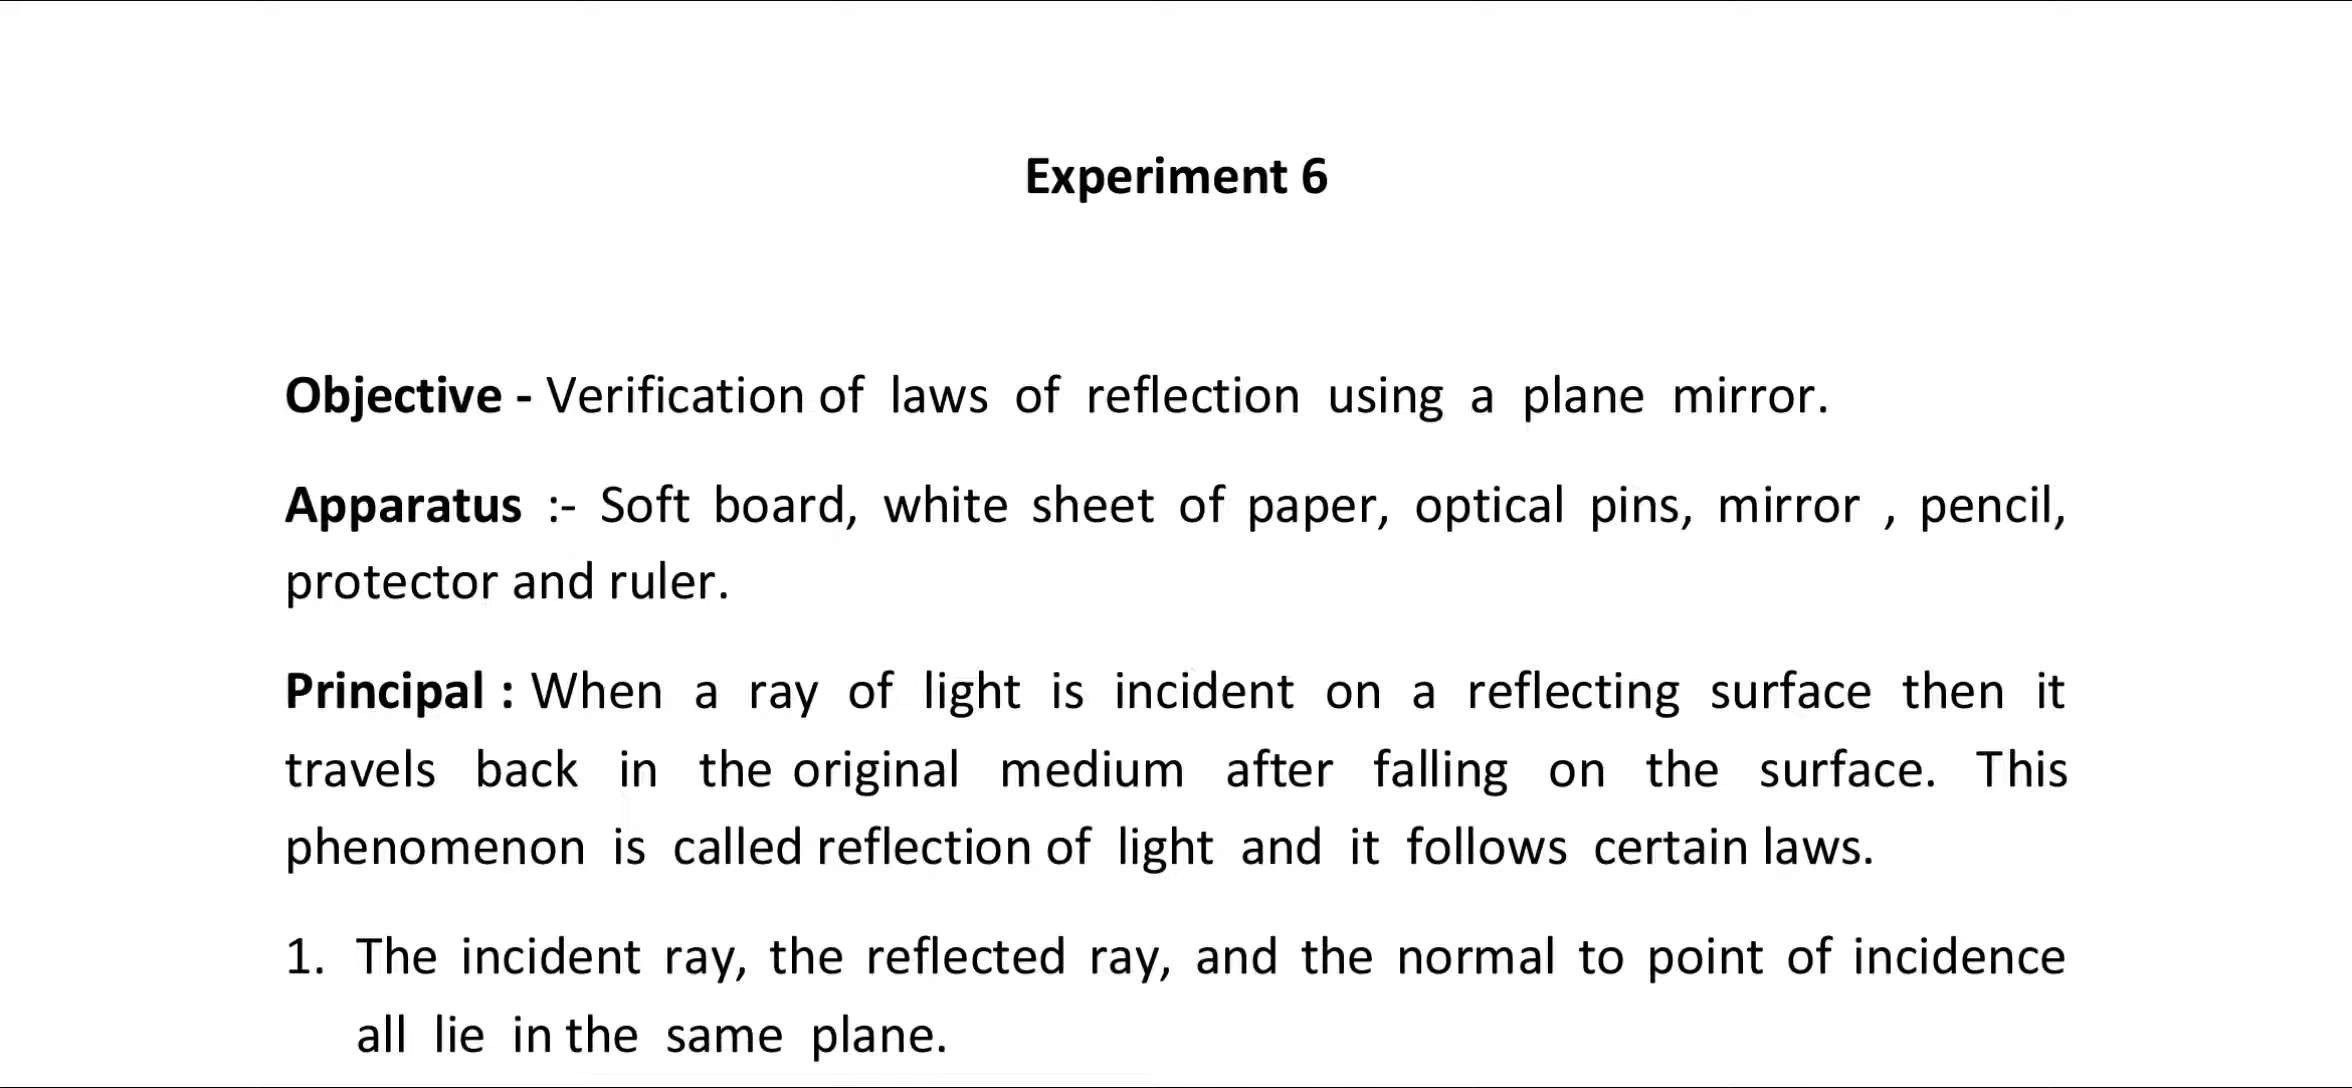 Experiment 6
Objective - Verification of laws of reflection using a plane mirror.
Apparatus :- Soft board, white sheet of paper, optical pins, mirror , pencil,
protector and ruler.
Principal : When a ray of light is incident on a reflecting surface then it
travels back in the original medium after falling on the surface. This
phenomenon is called reflection of light and it follows certain laws.
1. The incident ray, the reflected ray, and the normal to point of incidence
all lie in the same plane.